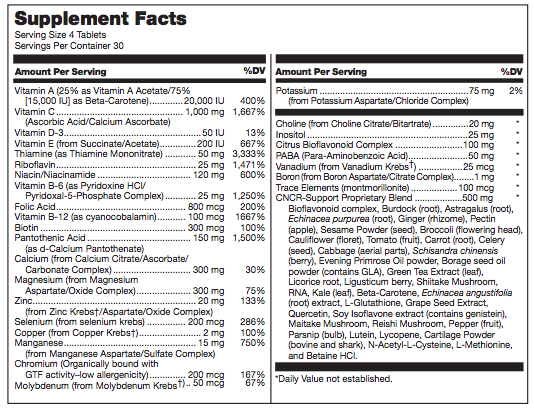 Supplement Facts
Serving Size 4 Tablets
Servings Per Container 30
Amount Per Serving %DV
Vitamin A (25% as Vitamin A Acetate/75%
[15,000 IU] as Beta-Carotene)..............20,000 IU 400%
Vitamin C..........................................1,000 mg 1,667%
(Ascorbic Acid/Calcium Ascorbate)
Vitamin D-3..............................................50 IU 13%
Vitamin E (from Succinate/Acetate)........200 IU 667%
Thiamine (as Thiamine Mononitrate)......50 mg 3,333%
Riboflavin.................................................25 mg 1,471%
Niacin/Niacinamide................................120 mg 600%
Vitamin B-6 (as Pyridoxine HCl/
Pyridoxal-5-Phosphate Complex)..........25 mg 1,250%
Folic Acid..............................................800 mcg 200%
Vitamin B-12 (as cyanocobalamin)......100 mcg 1667%
Biotin.....................................................300 mcg 100%
Pantothenic Acid...................................150 mg 1,500%
(as d-Calcium Pantothenate)
Calcium (from Calcium Citrate/Ascorbate/
Carbonate Complex)...........................300 mg 30%
Magnesium (from Magnesium
Aspartate/Oxide Complex)..................300 mg 75%
Zinc..........................................................20 mg 133%
(from Zinc Krebs†/Aspartate/Oxide Complex)
Selenium (from selenium krebs)..........200 mcg 286%
Copper (from Copper Krebs†).................2 mg 100%
Manganese..............................................15 mg 750%
(from Manganese Aspartate/Sulfate Complex)
Chromium (Organically bound with
GTF activity–low allergenicity)...........200 mcg 167%
Molybdenum (from Molybdenum Krebs†)..50 mcg 67%
Amount Per Serving %DV
Potassium..............................................75 mg 2%
(from Potassium Aspartate/Chloride Complex)
Choline (from Choline Citrate/Bitartrate)..........20 mg *
Inositol..................................................25 mg *
Citrus Bioflavonoid Complex......................100 mg *
PABA (Para-Aminobenzoic Acid)..................50 mg *
Vanadium (from Vanadium Krebs†)..............25 mcg *
Boron (from Boron Aspartate/Citrate Complex).......1 mg *
Trace Elements (montmorillonite)................100 mcg *
CNCR-Support Proprietary Blend................500 mg *
Bioflavonoid complex, Burdock (root), Astragalus (root),
Echinacea purpurea (root), Ginger (rhizome), Pectin
(apple), Sesame Powder (seed), Broccoli (flowering head),
Cauliflower (floret), Tomato (fruit), Carrot (root), Celery
(seed), Cabbage (aerial parts), Schisandra chinensis
(berry), Evening Primrose Oil powder, Borage seed oil
powder (contains GLA), Green Tea Extract (leaf),
Licorice root, Ligusticum berry, Shiitake Mushroom,
RNA, Kale (leaf), Beta-Carotene, Echinacea angustifolia
(root) extract, L-Glutathione, Grape Seed Extract,
Quercetin, Soy Isoflavone extract (contains genistein),
Maitake Mushroom, Reishi Mushroom, Pepper (fruit),
Parsnip (bulb), Lutein, Lycopene, Cartilage Powder
(bovine and shark), N-Acetyl-L-Cysteine, L-Methionine,
and Betaine HCl.
*Daily Value not established.